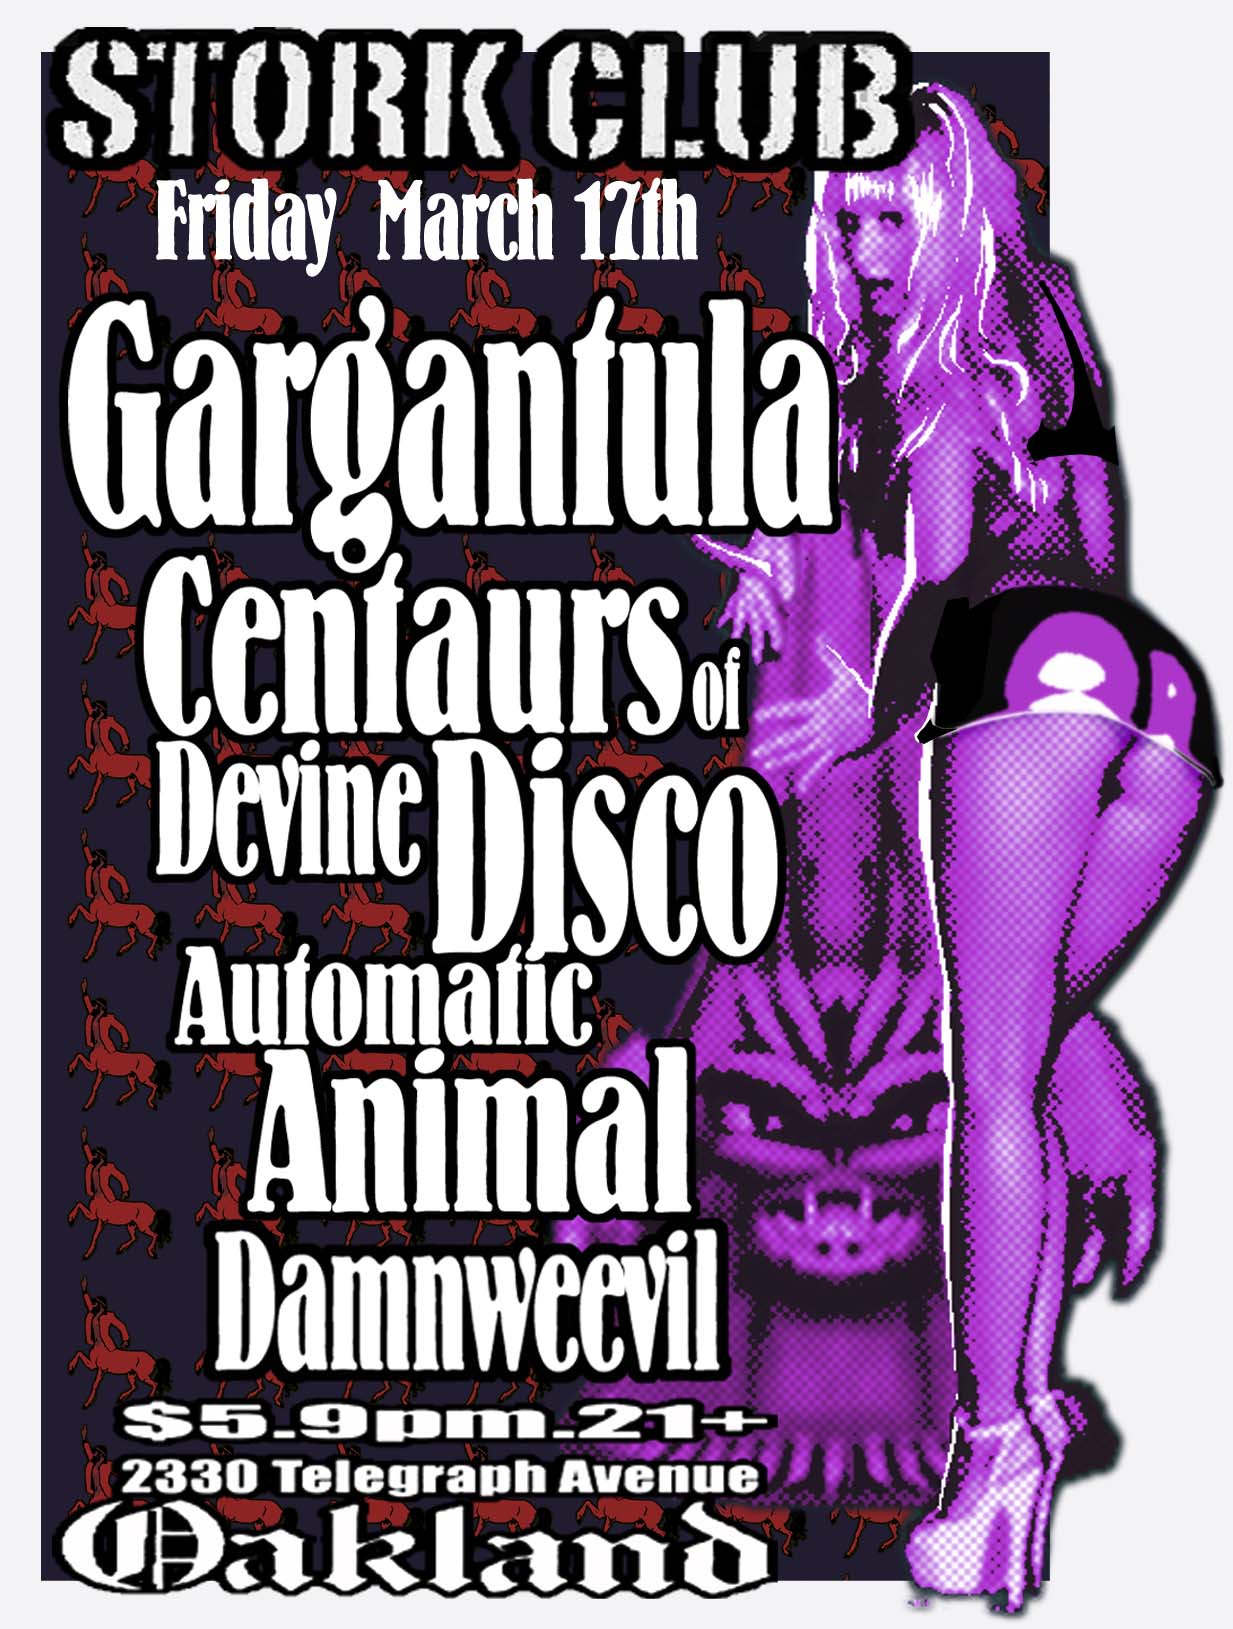 STORK CLUB
Friday March 17th
Gargantula
Centaurs of
Devine Disco
Automatic
Animal
Damnweevil
$5.9pm.21+
2330 Telegraph Avenue
Oakland